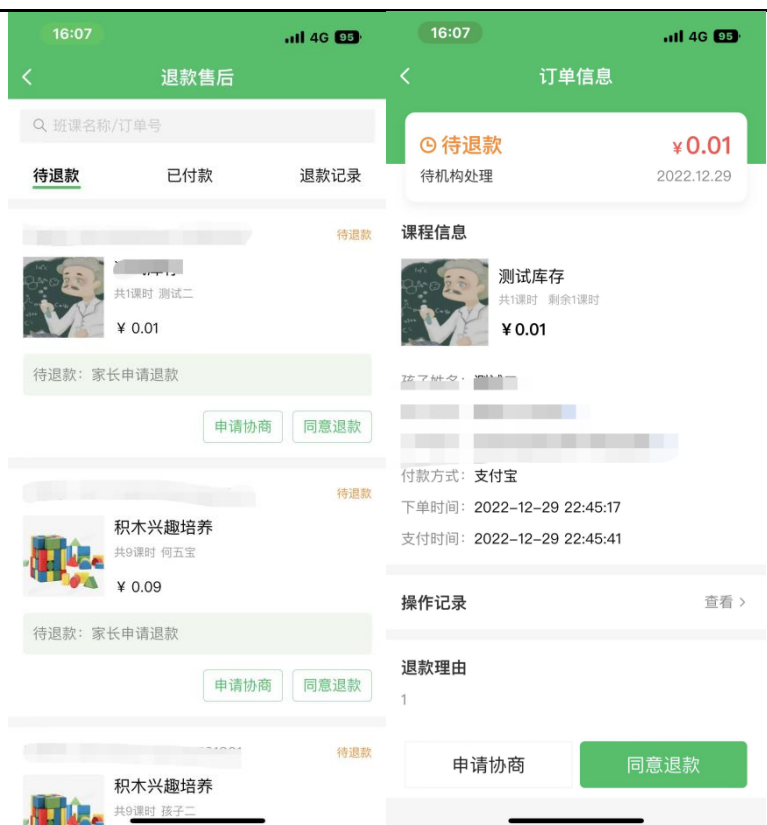 16:07
4G 95
退款售后
班课名称/订单号
待退款 已付款 退款记录
待退款
共1课时 测试二
¥ 0.01
待退款：家长申请退款
申请协商 同意退款
待退款
积木兴趣培养
共9课时 何五宝
¥ 0.09
待退款：家长申请退款
申请协商 同意退款
待退款
积木兴趣培养
共9课时 孩子二
16:07
4G 95
订单信息
待退款 ¥0.01
待机构处理 2022.12.29
课程信息
测试库存
共1课时 剩余1课时
¥0.01
孩子姓名：
付款方式：支付宝
下单时间：2022-12-29 22:45:17
支付时间：2022-12-29 22:45:41
操作记录 查看
退款理由
1
申请协商 同意退款